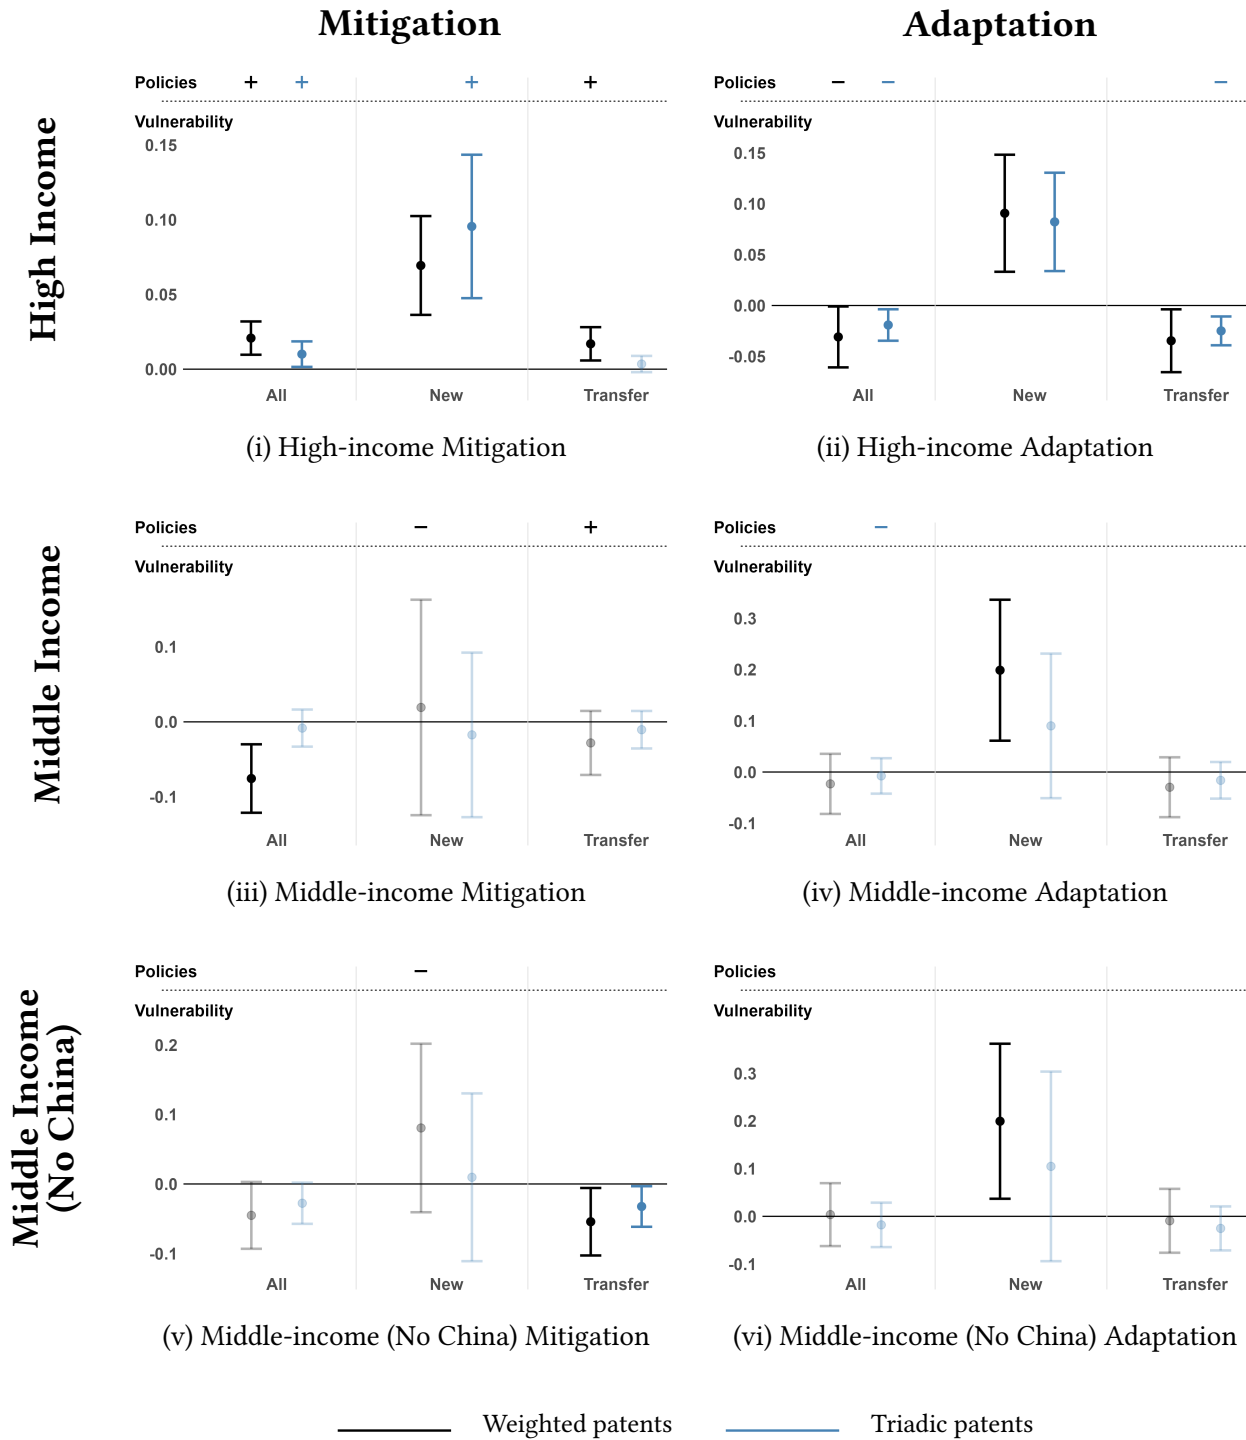 Mitigation
Adaptation
High Income
Policies + + + +
Vulnerability
0.15
0.10
0.05
0.00
All New Transfer
(i) High-income Mitigation
Policies − − −
Vulnerability
0.15
0.10
0.05
0.00
-0.05
All New Transfer
(ii) High-income Adaptation
Middle Income
Policies − +
Vulnerability
0.1
0.0
-0.1
All New Transfer
(iii) Middle-income Mitigation
Policies −
Vulnerability
0.3
0.2
0.1
0.0
-0.1
All New Transfer
(iv) Middle-income Adaptation
Middle Income
(No China)
Policies −
Vulnerability
0.2
0.1
0.0
-0.1
All New Transfer
(v) Middle-income (No China) Mitigation
Policies
Vulnerability
0.3
0.2
0.1
0.0
-0.1
All New Transfer
(vi) Middle-income (No China) Adaptation
Weighted patents
Triadic patents